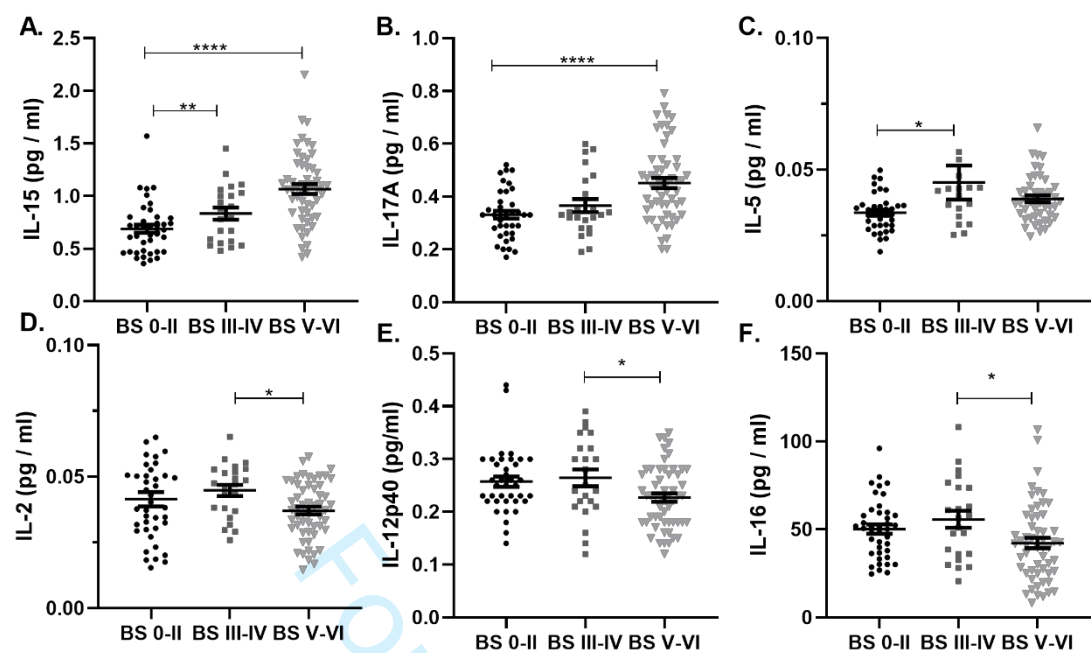 A.
IL-15 (pg / ml)
2.5
2.0
1.5
1.0
0.5
0.0
****
**
BS 0-II BS III-IV BS V-VI
B.
IL-17A (pg / ml)
1.0
0.8
0.6
0.4
0.2
0.0
****
BS 0-II BS III-IV BS V-VI
C.
IL-5 (pg / ml)
0.10
0.05
0.00
*
BS 0-II BS III-IV BS V-VI
D.
IL-2 (pg / ml)
0.10
0.05
0.00
*
BS 0-II BS III-IV BS V-VI
E.
IL-12p40 (pg/ml)
0.5
0.4
0.3
0.2
0.1
0.0
*
BS 0-II BS III-IV BS V-VI
F.
IL-16 (pg / ml)
150
100
50
0
*
BS 0-II BS III-IV BS V-VI
Fo